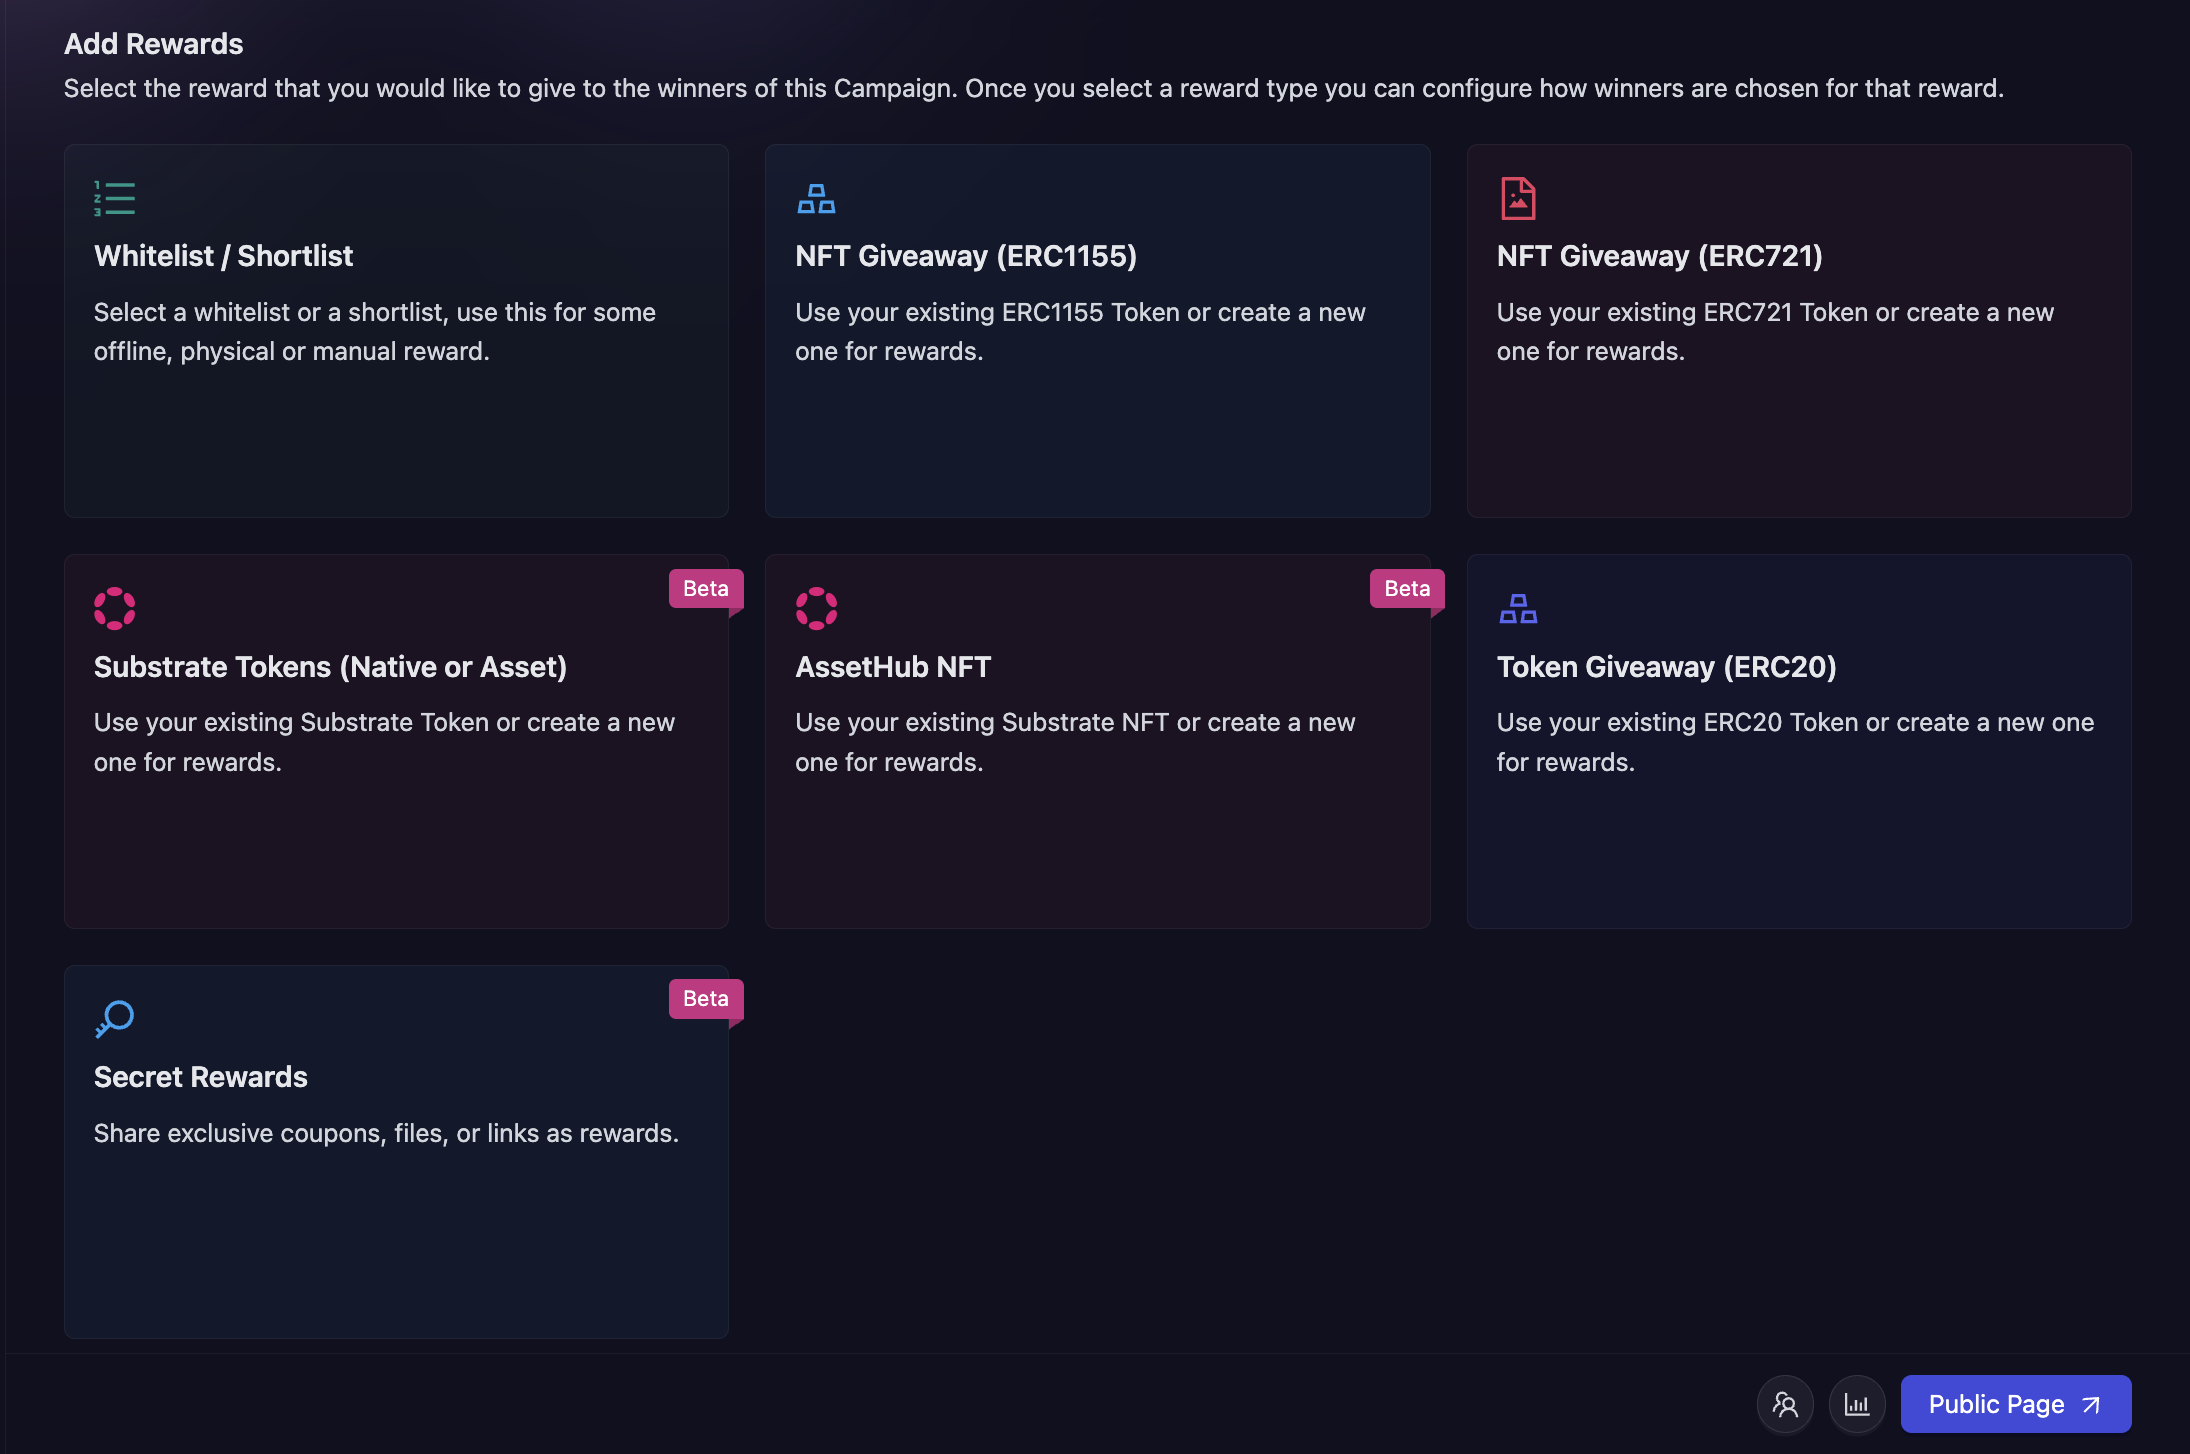 Add Rewards
Select the reward that you would like to give to the winners of this Campaign. Once you select a reward type you can configure how winners are chosen for that reward.
1
2
3
Whitelist / Shortlist
Select a whitelist or a shortlist, use this for some
offline, physical or manual reward.
NFT Giveaway (ERC1155)
Use your existing ERC1155 Token or create a new
one for rewards.
NFT Giveaway (ERC721)
Use your existing ERC721 Token or create a new
one for rewards.
Beta
Substrate Tokens (Native or Asset)
Use your existing Substrate Token or create a new
one for rewards.
Beta
AssetHub NFT
Use your existing Substrate NFT or create a new
one for rewards.
Token Giveaway (ERC20)
Use your existing ERC20 Token or create a new one
for rewards.
Beta
Secret Rewards
Share exclusive coupons, files, or links as rewards.
Public Page